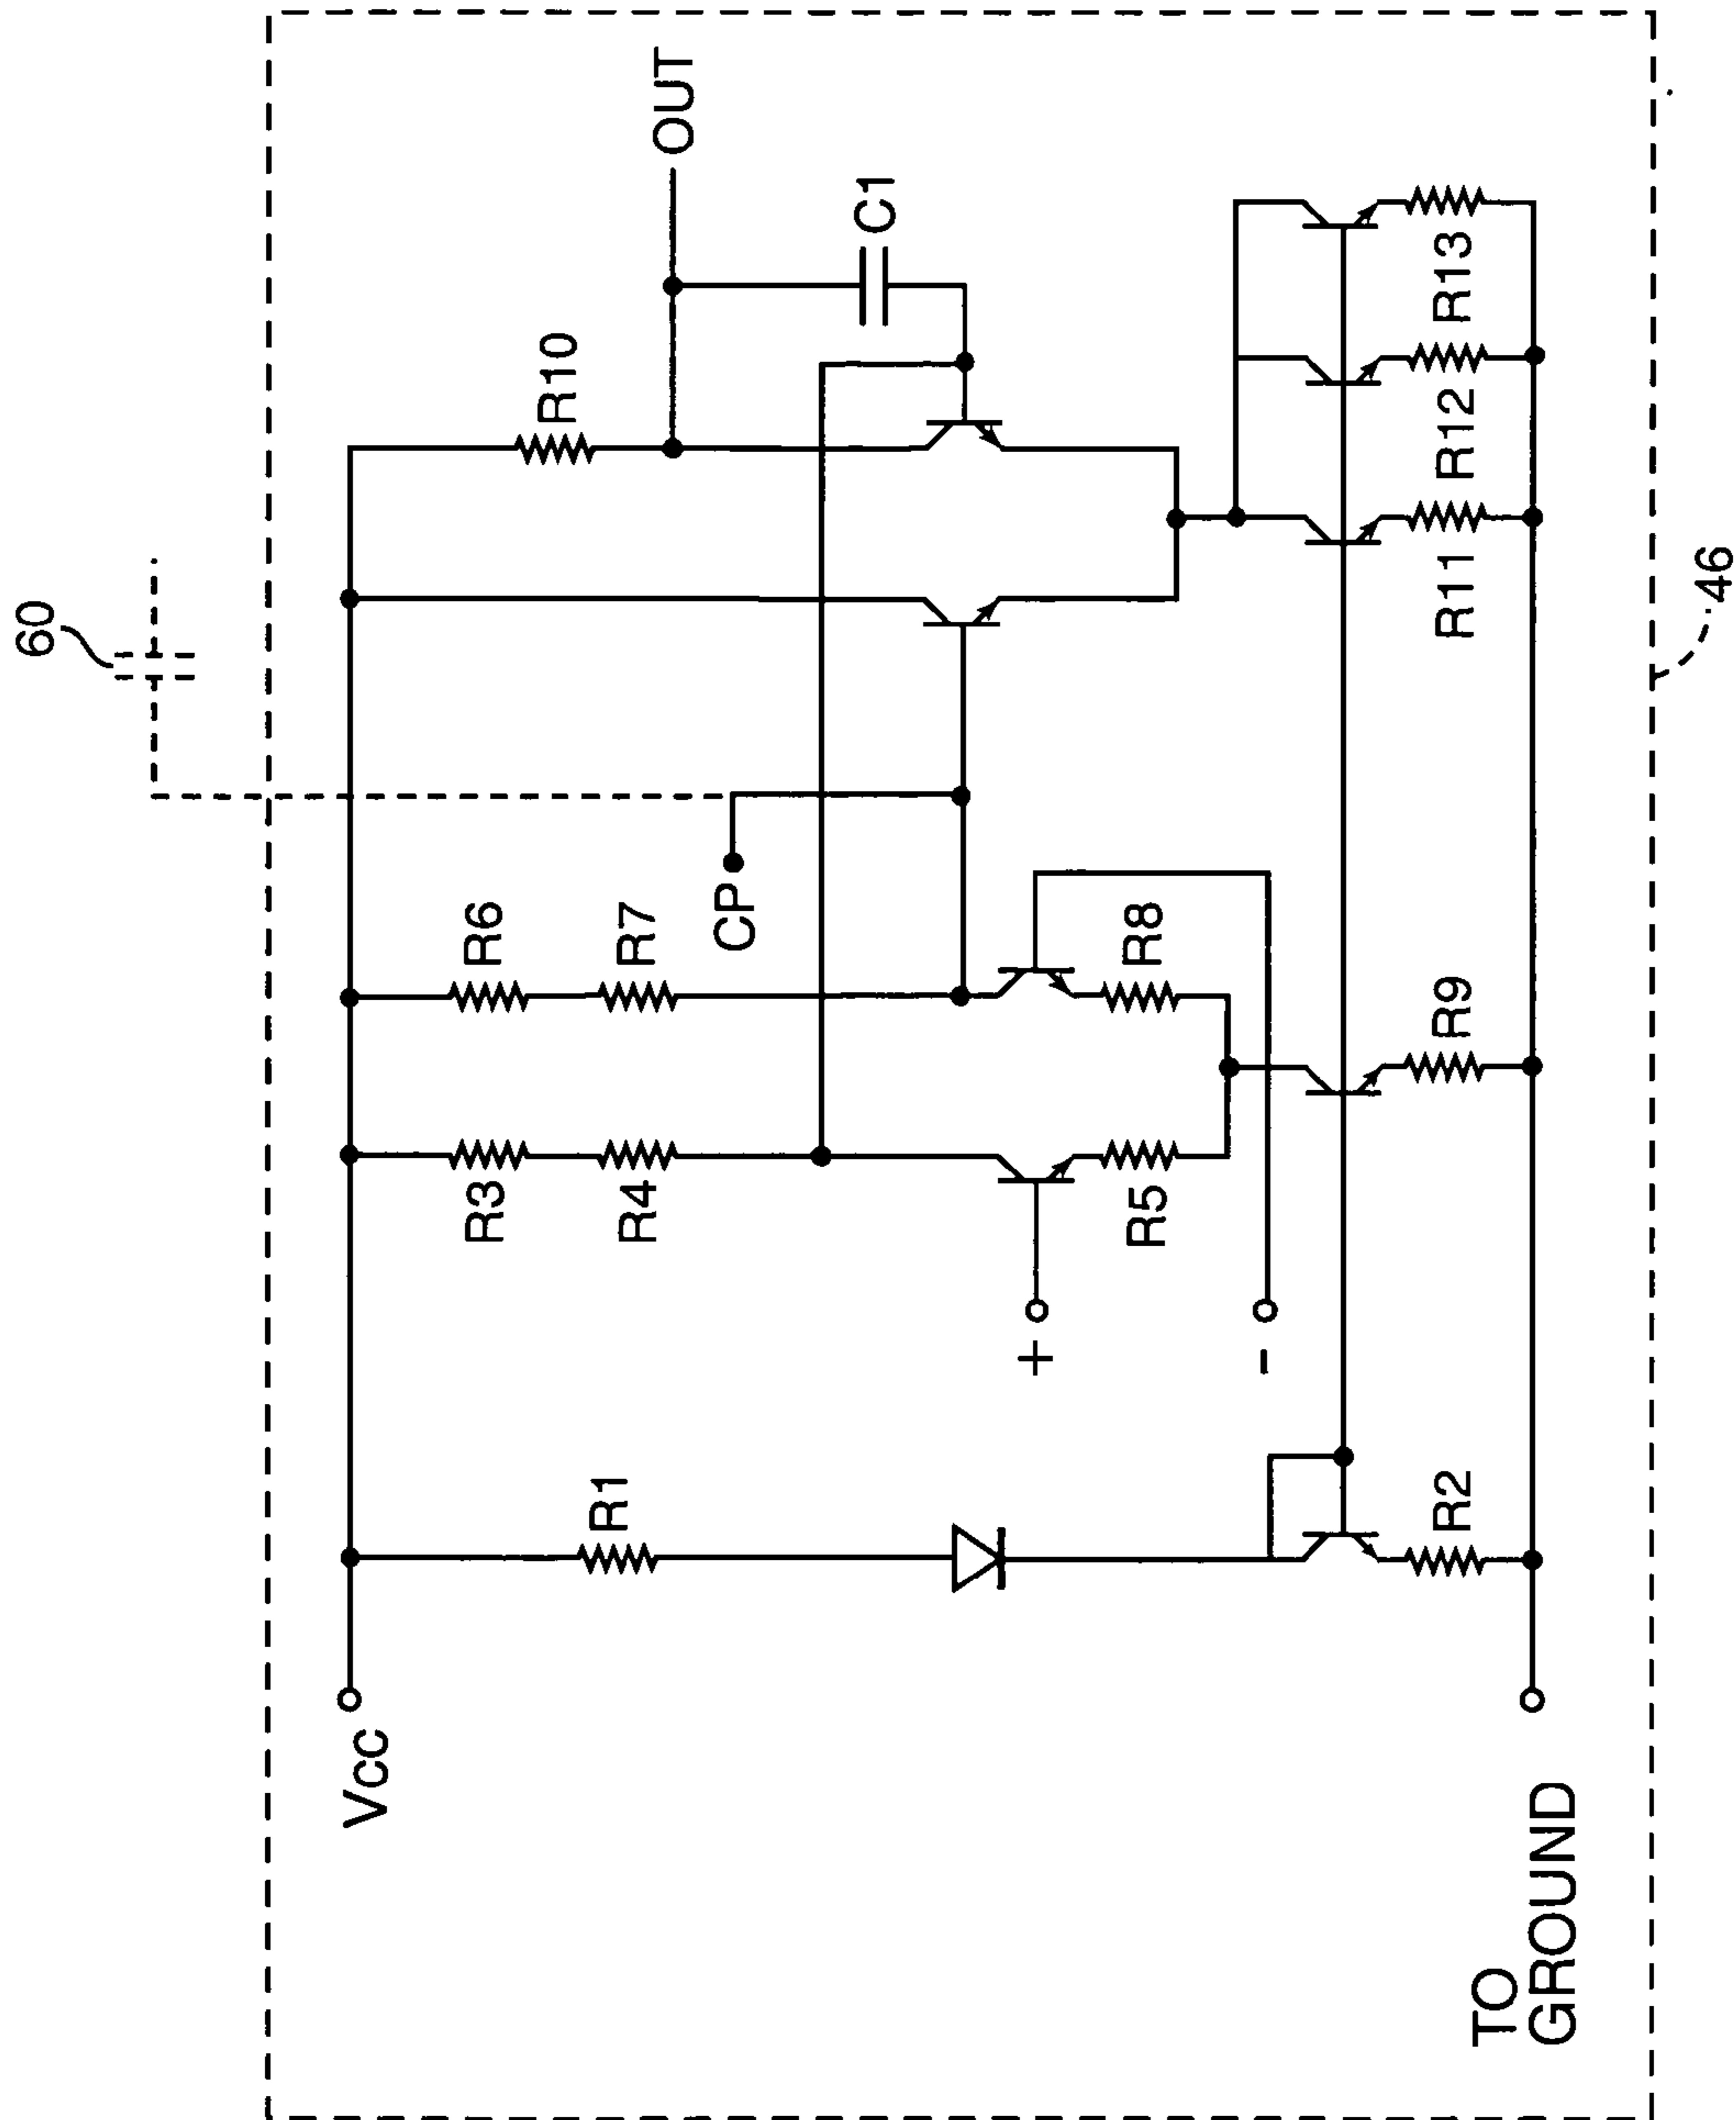 60
Vcc
R1
R3
R4
R6
R7
CP
R10
OUT
C1
+
-
R5
R8
R2
R9
R11
R12
R13
TO
GROUND
46